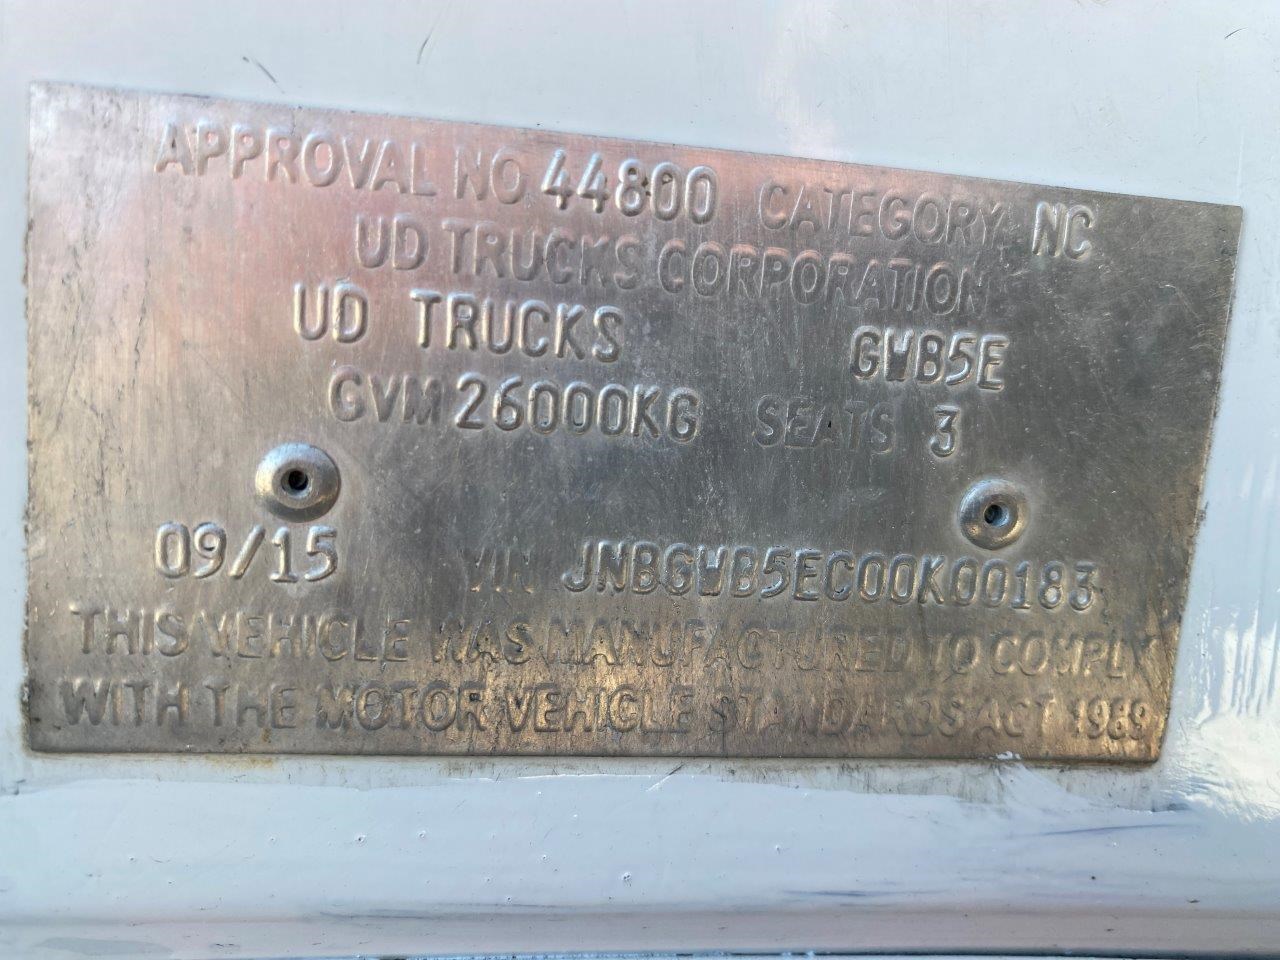 APPROVAL NO. 44800 CATEGORY NC
UD TRUCKS CORPORATION
UD TRUCKS GWB5E
GVM 26000KG SEATS 3
09/15 VIN JNBGWB5EC00K00183
THIS VEHICLE WAS MANUFACTURED TO COMPLY
WITH THE MOTOR VEHICLE STANDARDS ACT 1989